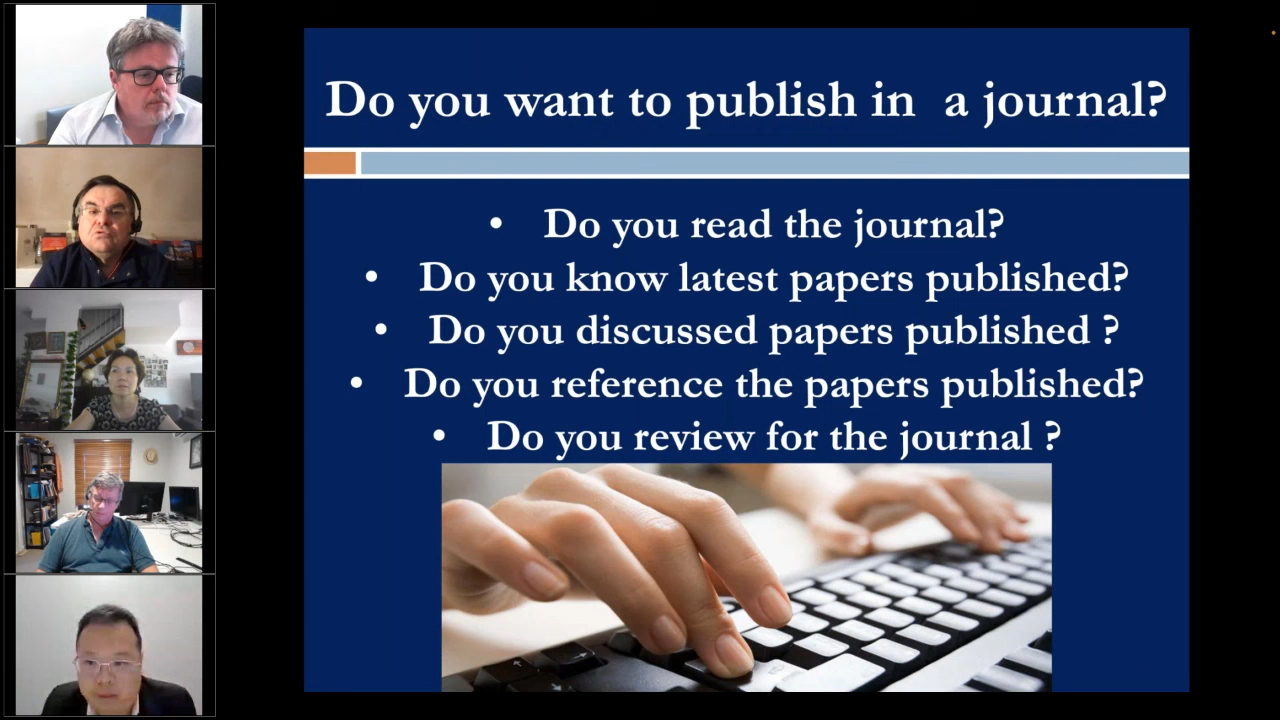 Do you want to publish in  a journal?
• Do you read the journal?
• Do you know latest papers published?
• Do you discussed papers published ?
• Do you reference the papers published?
• Do you review for the journal ?